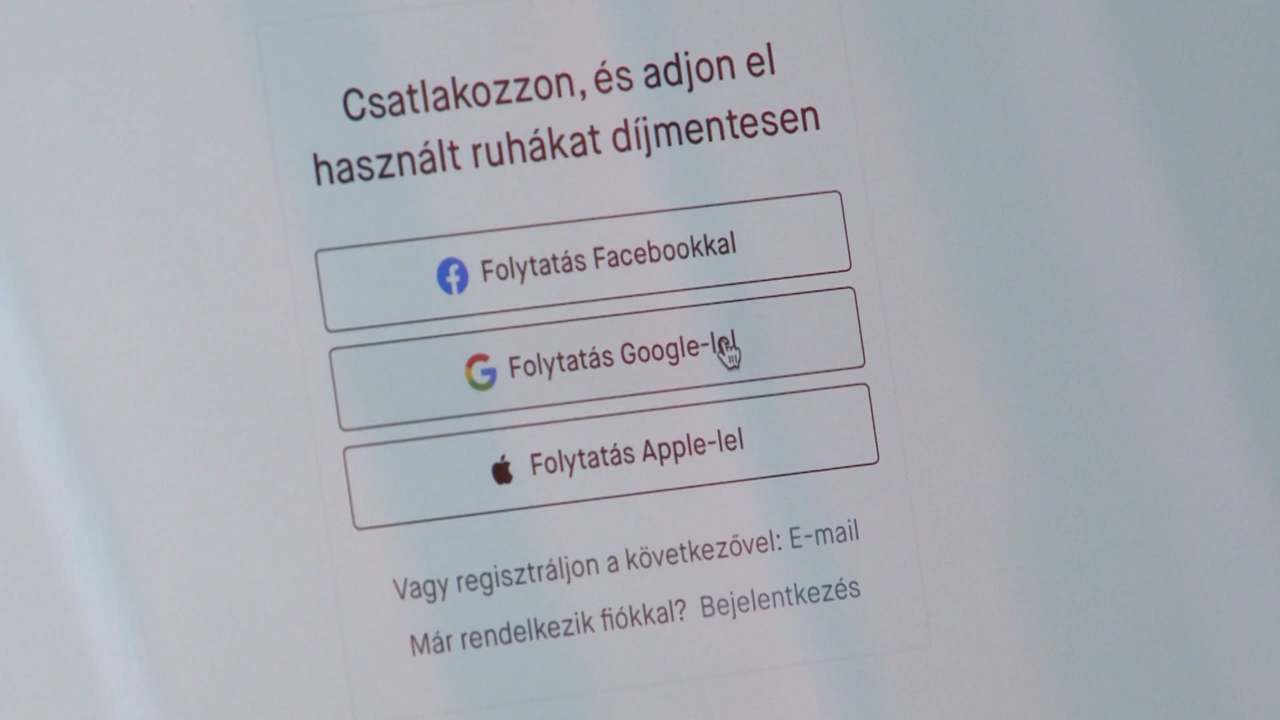 Csatlakozzon, és adjon el
használt ruhákat díjmentesen
Folytatás Facebookkal
Folytatás Google-lel
Folytatás Apple-lel
Vagy regisztráljon a következővel: E-mail
Már rendelkezik fiókkal? Bejelentkezés